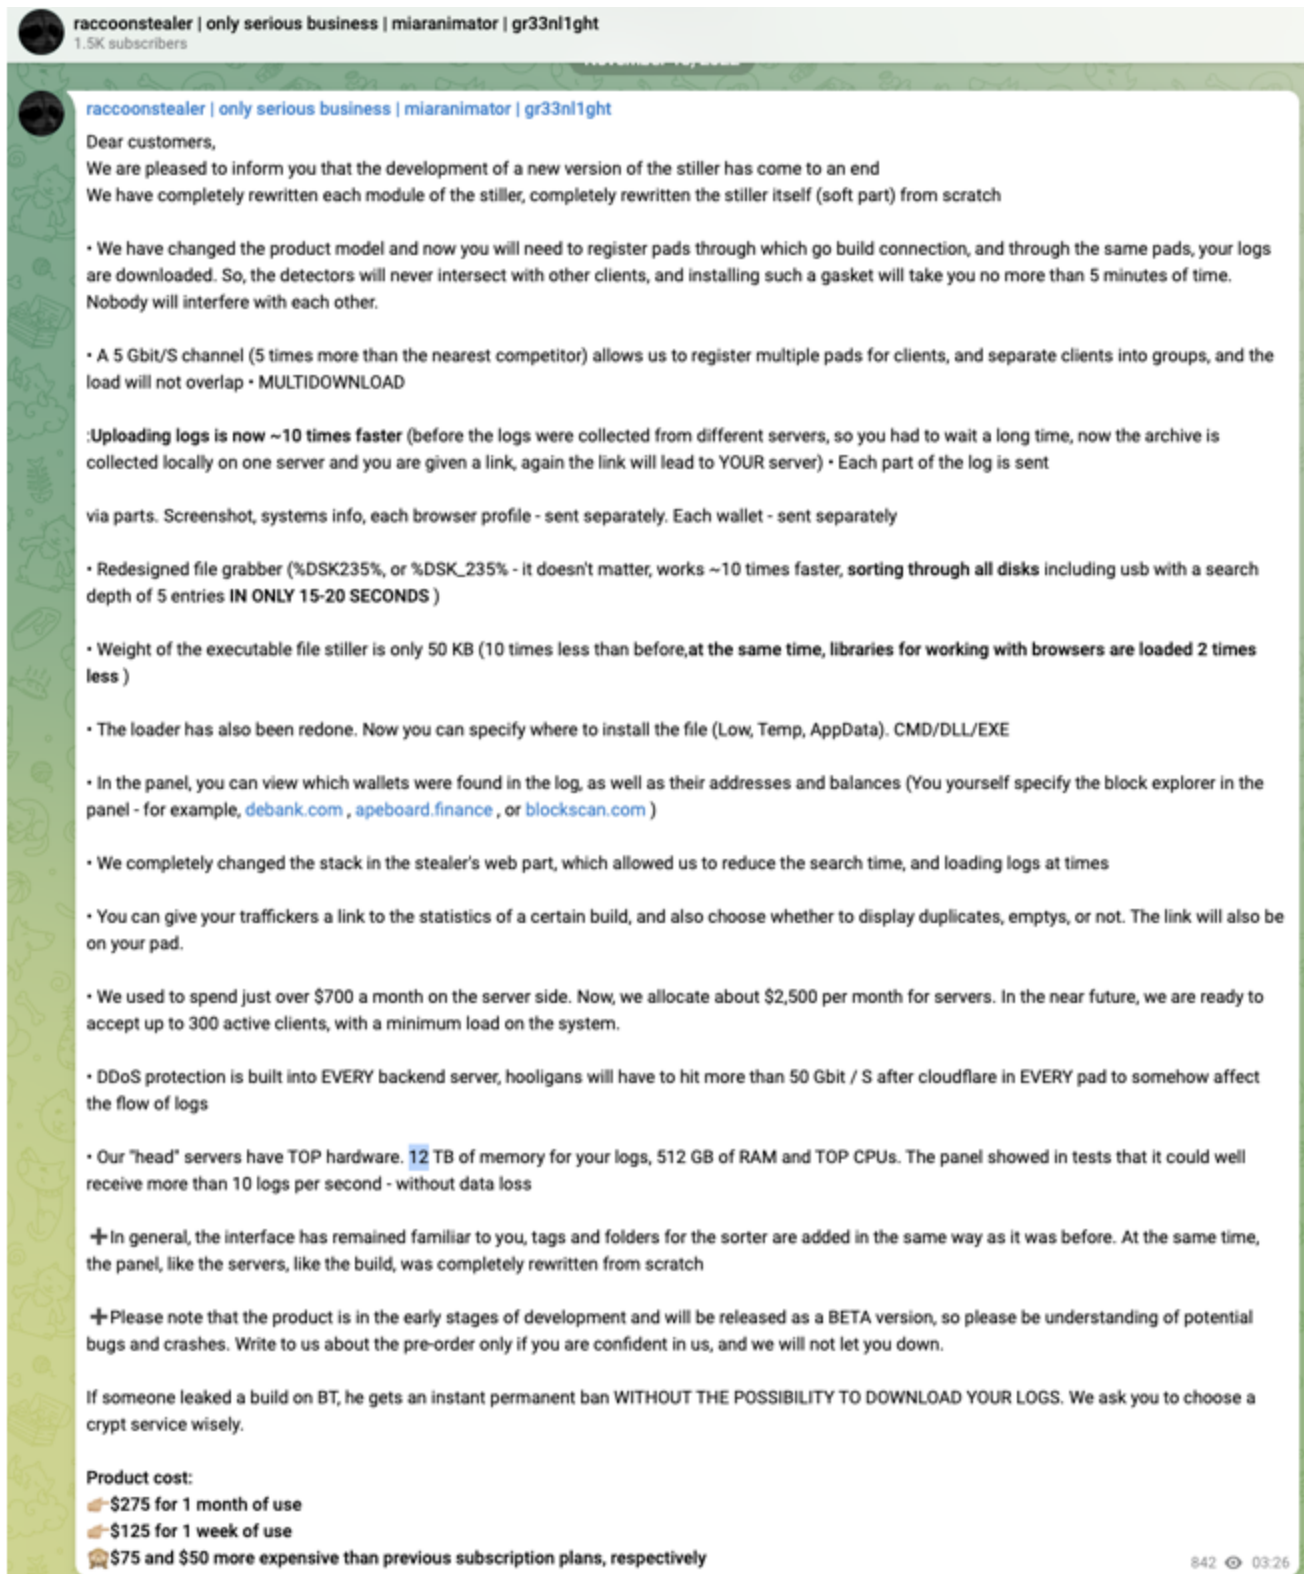 raccoonstealer | only serious business | miaranimator | gr33nl1ght
1.5K subscribers
raccoonstealer | only serious business | miaranimator | gr33nl1ght
Dear customers,
We are pleased to inform you that the development of a new version of the stiller has come to an end
We have completely rewritten each module of the stiller, completely rewritten the stiller itself (soft part) from scratch
• We have changed the product model and now you will need to register pads through which go build connection, and through the same pads, your logs
are downloaded. So, the detectors will never intersect with other clients, and installing such a gasket will take you no more than 5 minutes of time.
Nobody will interfere with each other.
• A 5 Gbit/S channel (5 times more than the nearest competitor) allows us to register multiple pads for clients, and separate clients into groups, and the
load will not overlap • MULTIDOWNLOAD
:Uploading logs is now ~10 times faster (before the logs were collected from different servers, so you had to wait a long time, now the archive is
collected locally on one server and you are given a link, again the link will lead to YOUR server) • Each part of the log is sent
via parts. Screenshot, systems info, each browser profile - sent separately. Each wallet - sent separately
• Redesigned file grabber (%DSK235%, or %DSK_235% - it doesn't matter, works ~10 times faster, sorting through all disks including usb with a search
depth of 5 entries IN ONLY 15-20 SECONDS )
• Weight of the executable file stiller is only 50 KB (10 times less than before,at the same time, libraries for working with browsers are loaded 2 times
less )
• The loader has also been redone. Now you can specify where to install the file (Low, Temp, AppData). CMD/DLL/EXE
• In the panel, you can view which wallets were found in the log, as well as their addresses and balances (You yourself specify the block explorer in the
panel - for example, debank.com , apeboard.finance , or blockscan.com )
• We completely changed the stack in the stealer's web part, which allowed us to reduce the search time, and loading logs at times
• You can give your traffickers a link to the statistics of a certain build, and also choose whether to display duplicates, emptys, or not. The link will also be
on your pad.
• We used to spend just over $700 a month on the server side. Now, we allocate about $2,500 per month for servers. In the near future, we are ready to
accept up to 300 active clients, with a minimum load on the system.
• DDoS protection is built into EVERY backend server, hooligans will have to hit more than 50 Gbit / S after cloudflare in EVERY pad to somehow affect
the flow of logs
• Our "head" servers have TOP hardware. 12 TB of memory for your logs, 512 GB of RAM and TOP CPUs. The panel showed in tests that it could well
receive more than 10 logs per second - without data loss
➕In general, the interface has remained familiar to you, tags and folders for the sorter are added in the same way as it was before. At the same time,
the panel, like the servers, like the build, was completely rewritten from scratch
➕Please note that the product is in the early stages of development and will be released as a BETA version, so please be understanding of potential
bugs and crashes. Write to us about the pre-order only if you are confident in us, and we will not let you down.
If someone leaked a build on BT, he gets an instant permanent ban WITHOUT THE POSSIBILITY TO DOWNLOAD YOUR LOGS. We ask you to choose a
crypt service wisely.
Product cost:
👉🏼$275 for 1 month of use
👉🏼$125 for 1 week of use
🙈$75 and $50 more expensive than previous subscription plans, respectively
842 03:26